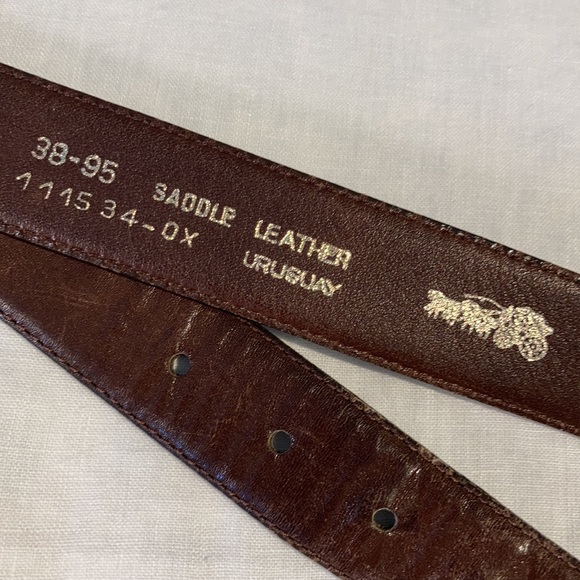 38-95
111534-0X
SADDLE LEATHER
URUGUAY